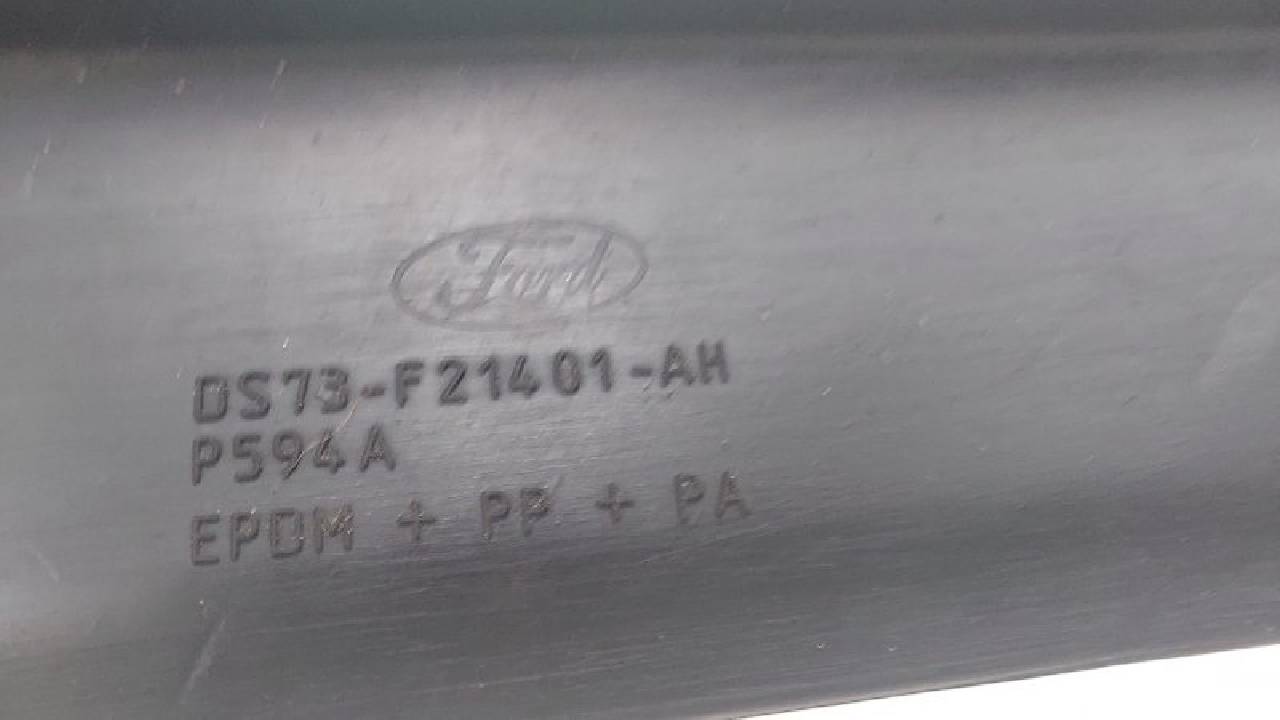 Ford
DS73-F21401-AH
P594A
EPDM + PP + PA